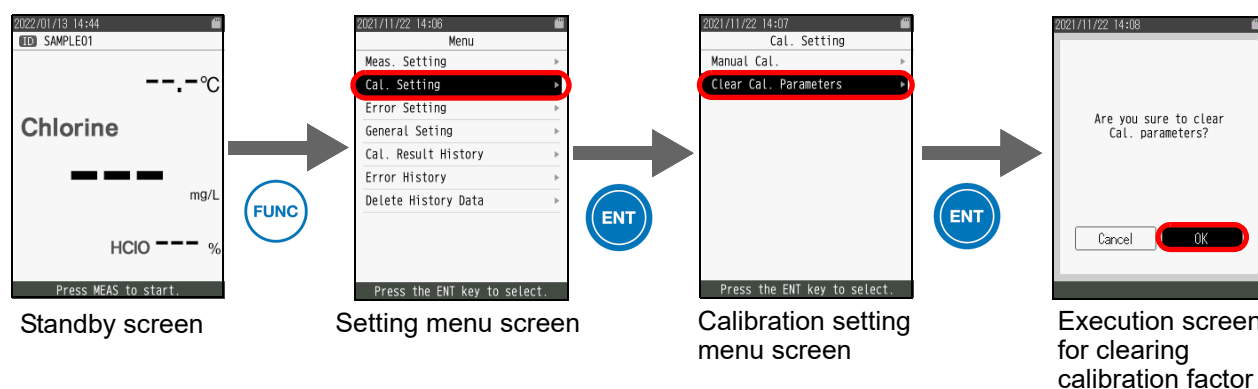 2022/01/13 14:44
ID SAMPLE01
--.-℃
Chlorine
---
mg/L
HClO --- %
Press MEAS to start.
Standby screen
FUNC
2021/11/22 14:06
Menu
Meas. Setting
Cal. Setting
Error Setting
General Seting
Cal. Result History
Error History
Delete History Data
Press the ENT key to select.
Setting menu screen
ENT
2021/11/22 14:07
Cal. Setting
Manual Cal.
Clear Cal. Parameters
Press the ENT key to select.
Calibration setting
menu screen
ENT
2021/11/22 14:08
Are you sure to clear
Cal. parameters?
Cancel OK
Execution screen
for clearing
calibration factor